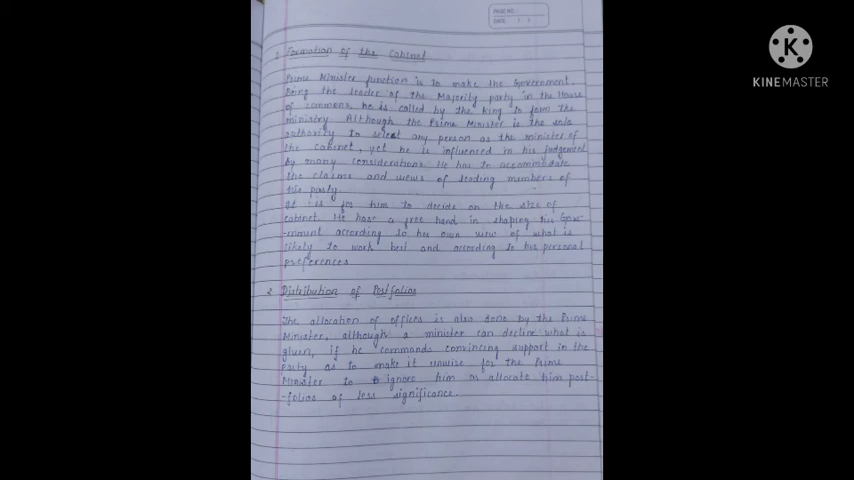 PAGE NO.:
DATE: / /
K
KINEMASTER
1. Formation of the Cabinet
Prime Minister function is to make the Government.
Being the leader of the Majority party in the House
of commons, he is called by the King to form the
ministry. Although the Prime Minister is the sole
authority to select any person as the minister of
the cabinet, yet he is influenced in his judgement
by many considerations. He has to accommodate
the claims and views of leading members of
his party.
It is for him to decide on the size of
cabinet. He hase a free hand in shaping his Gov-
-rnment according to his own view of what is
likely to work best and according to his personal
preferences
2. Distribution of Postfolios
The allocation of offices is also done by the Prime
Minister, although a minister can decline what is
given, if he commands convincing support in the
party as to make it unwise for the Prime
Minister to ignore him or allocate him post-
-folios of less significance.